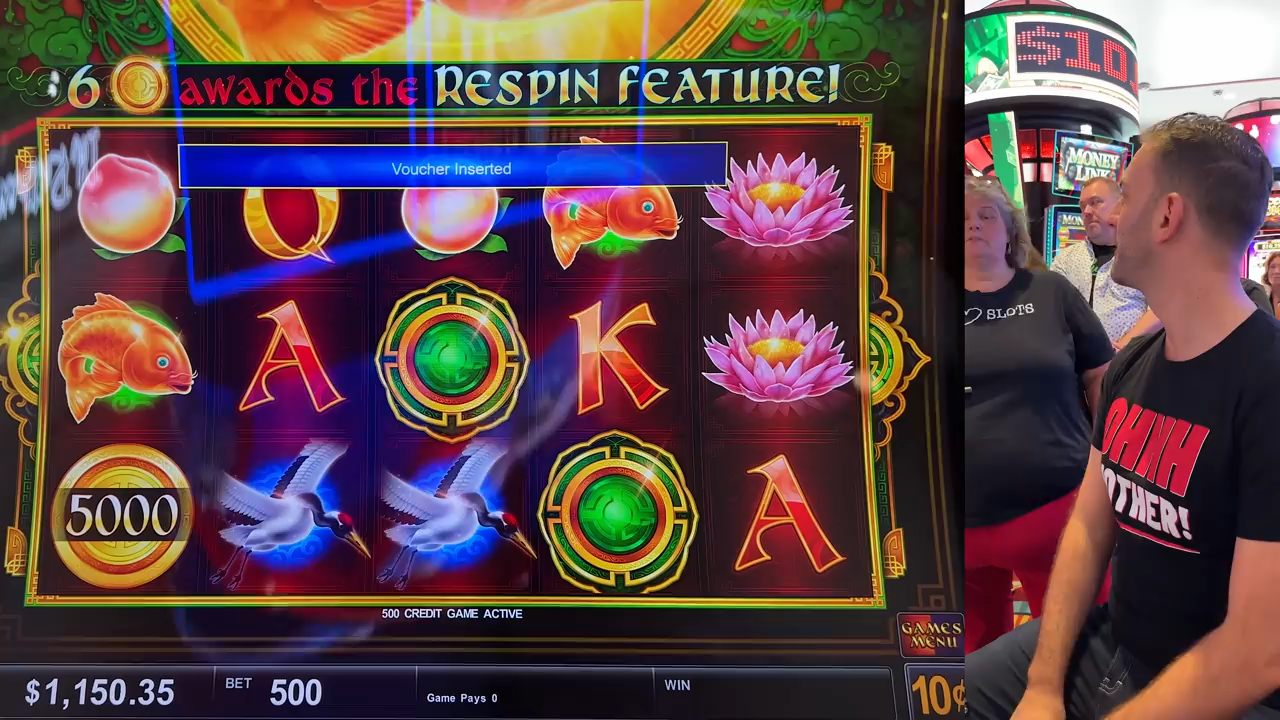 :6 awards the RESPIN FEATURE!
Voucher Inserted
Q
A
K
5000
A
500 CREDIT GAME ACTIVE
GAMES
MENU
$1,150.35
BET 500
Game Pays 0
WIN
10¢
$10
MONEY
LINK
SLOTS
OHHH
OTHER!